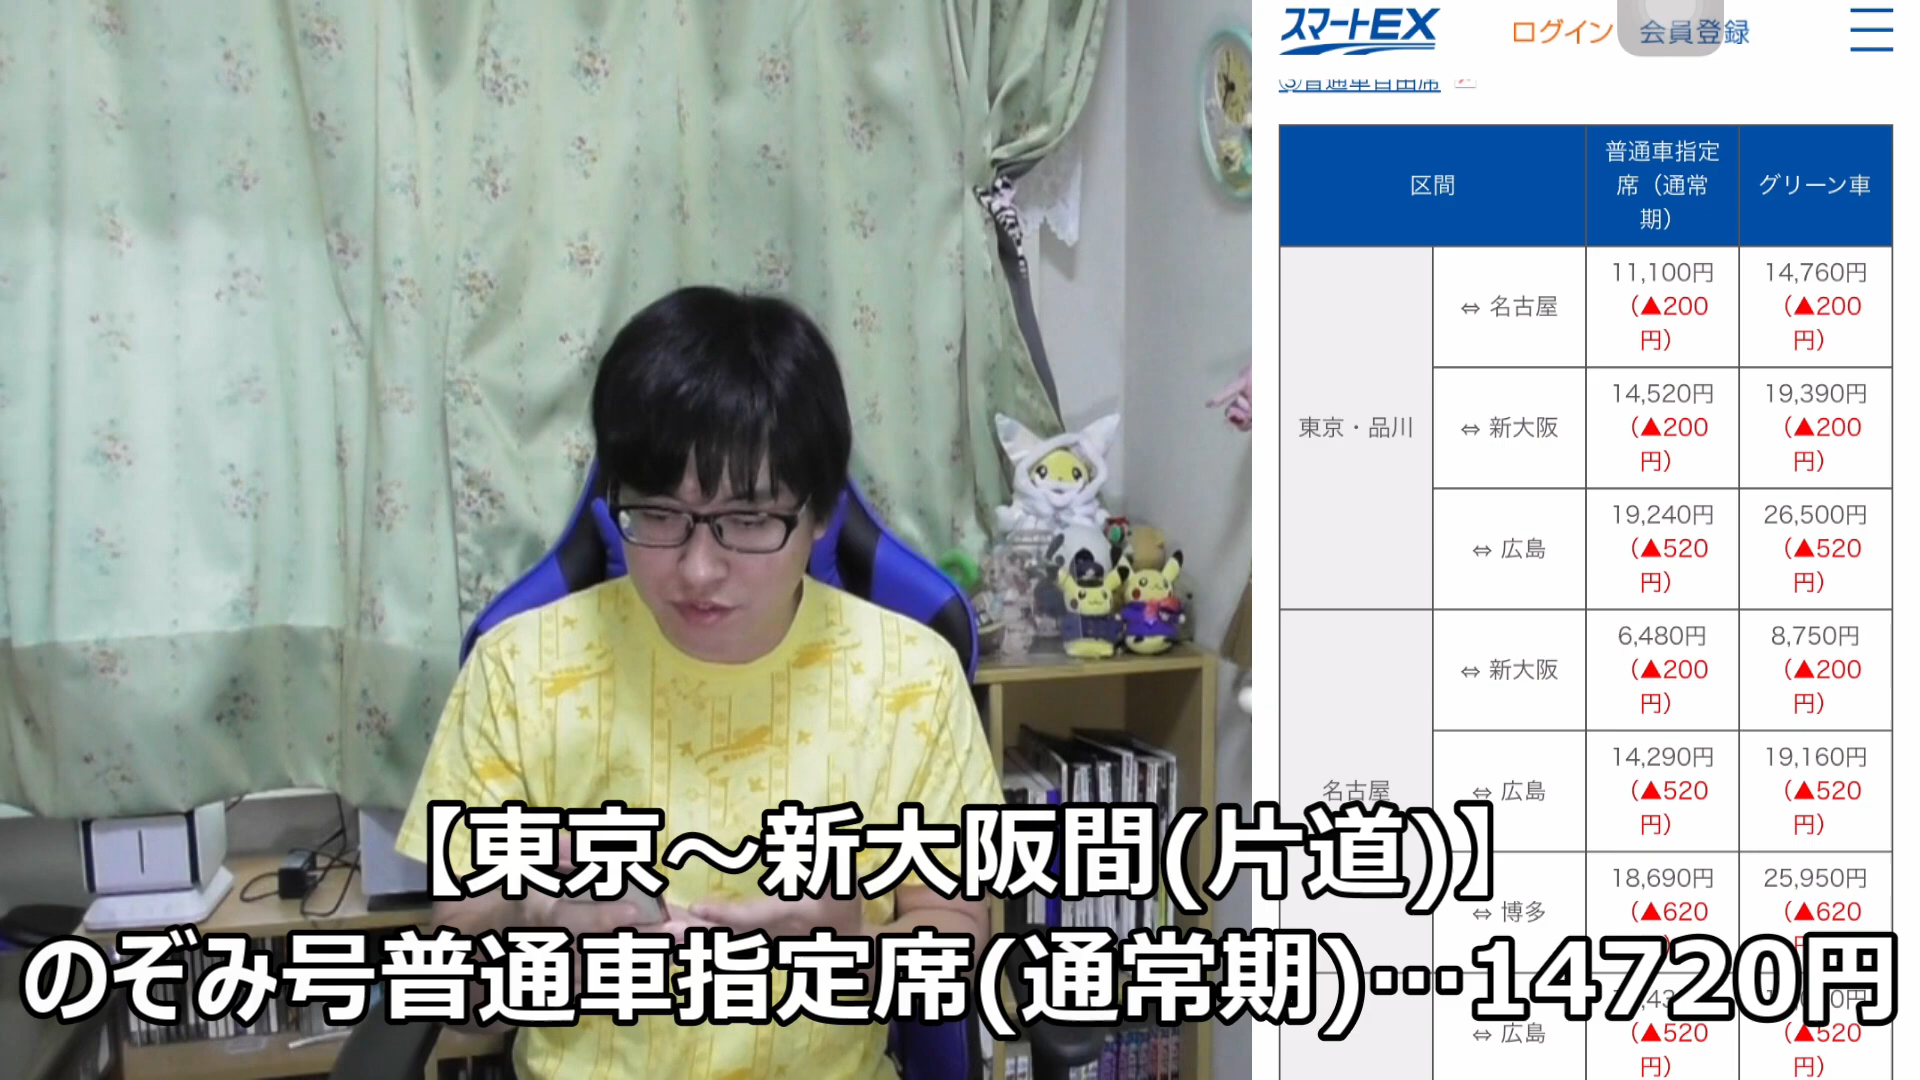 スマートEX
ログイン
会員登録
③普通車自由席
区間
普通車指定
席（通常
期）
グリーン車
東京・品川
⇔ 名古屋
11,100円
（▲200
円）
14,760円
（▲200
円）
⇔ 新大阪
14,520円
（▲200
円）
19,390円
（▲200
円）
⇔ 広島
19,240円
（▲520
円）
26,500円
（▲520
円）
名古屋
⇔ 新大阪
6,480円
（▲200
円）
8,750円
（▲200
円）
⇔ 広島
14,290円
（▲520
円）
19,160円
（▲520
円）
⇔ 博多
18,690円
（▲620
25,950円
（▲620
⇔ 広島
（▲520
円）
（▲520
円）
【東京～新大阪間(片道)】
のぞみ号普通車指定席(通常期)…14720円